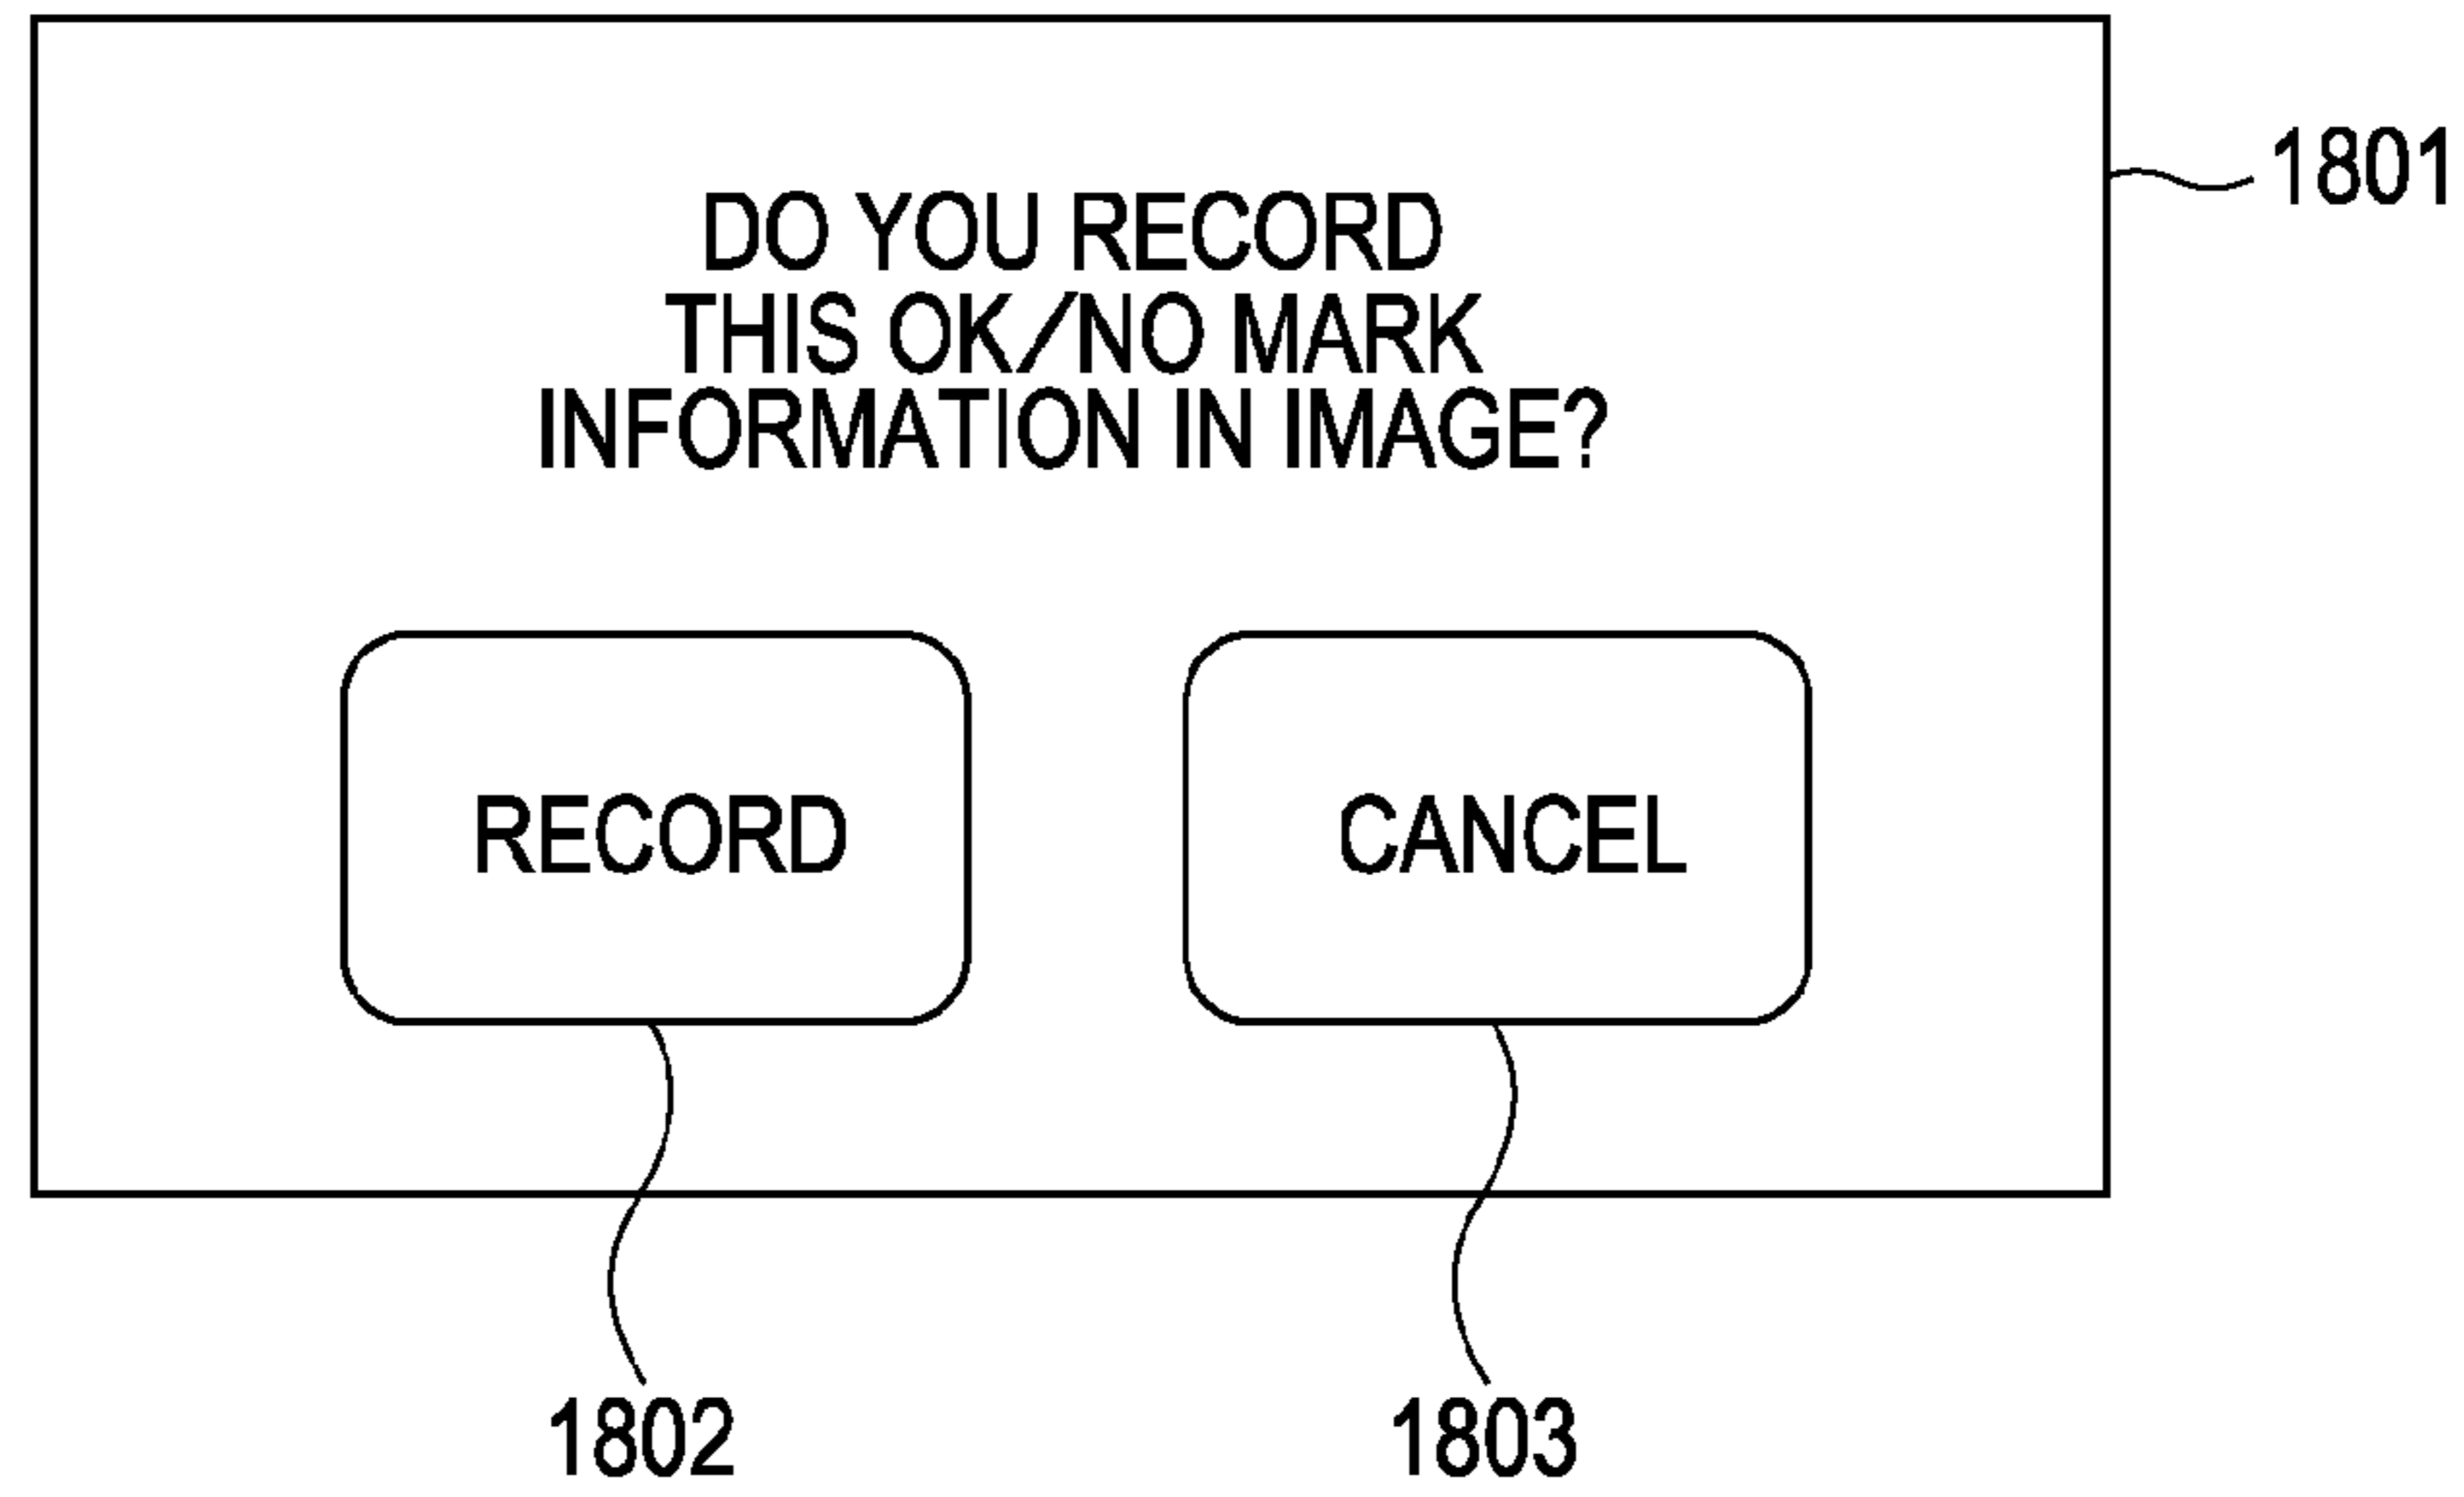 1801
DO YOU RECORD
THIS OK/NO MARK
INFORMATION IN IMAGE?
RECORD
CANCEL
1802
1803